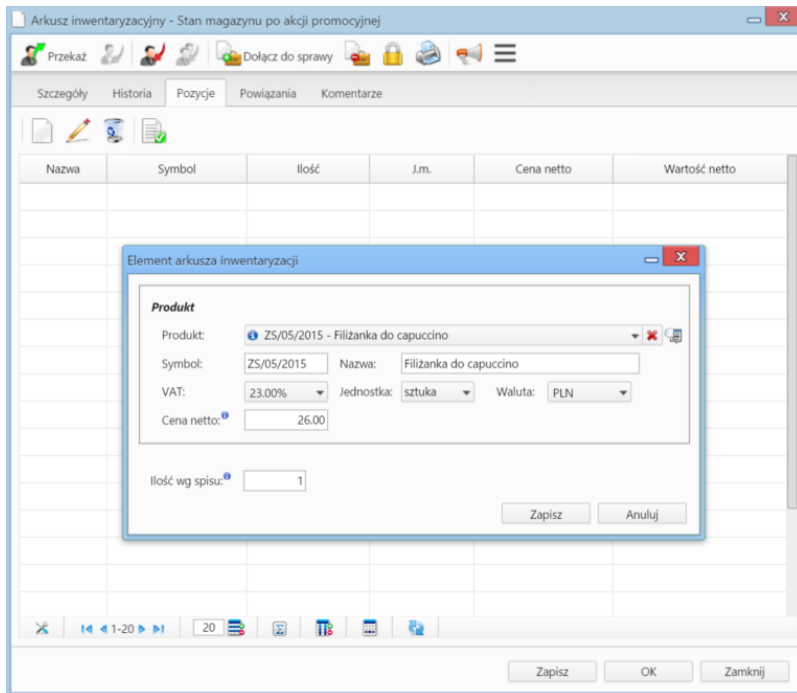 Arkusz inwentaryzacyjny - Stan magazynu po akcji promocyjnej
Przekaż Dołącz do sprawy
Szczegóły Historia Pozycje Powiązania Komentarze
Nazwa Symbol Ilość J.m. Cena netto Wartość netto
Element arkusza inwentaryzacji
Produkt
Produkt: ZS/05/2015 - Filiżanka do capuccino
Symbol: ZS/05/2015 Nazwa: Filiżanka do capuccino
VAT: 23.00% Jednostka: sztuka Waluta: PLN
Cena netto: 26.00
Ilość wg spisu: 1
Zapisz Anuluj
1-20 20
Zapisz OK Zamknij